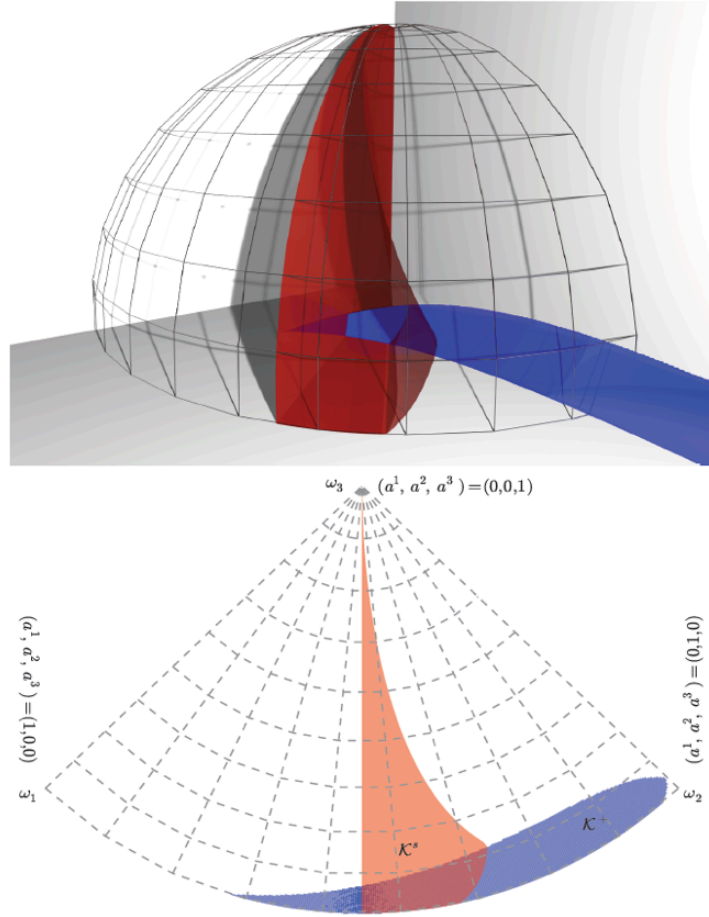 ω₃ (a¹, a², a³)=(0,0,1)
(a¹, a², a³)=(1,0,0)
(a¹, a², a³)=(0,1,0)
ω₁
ω₂
𝒦⁺
𝒦ˢ